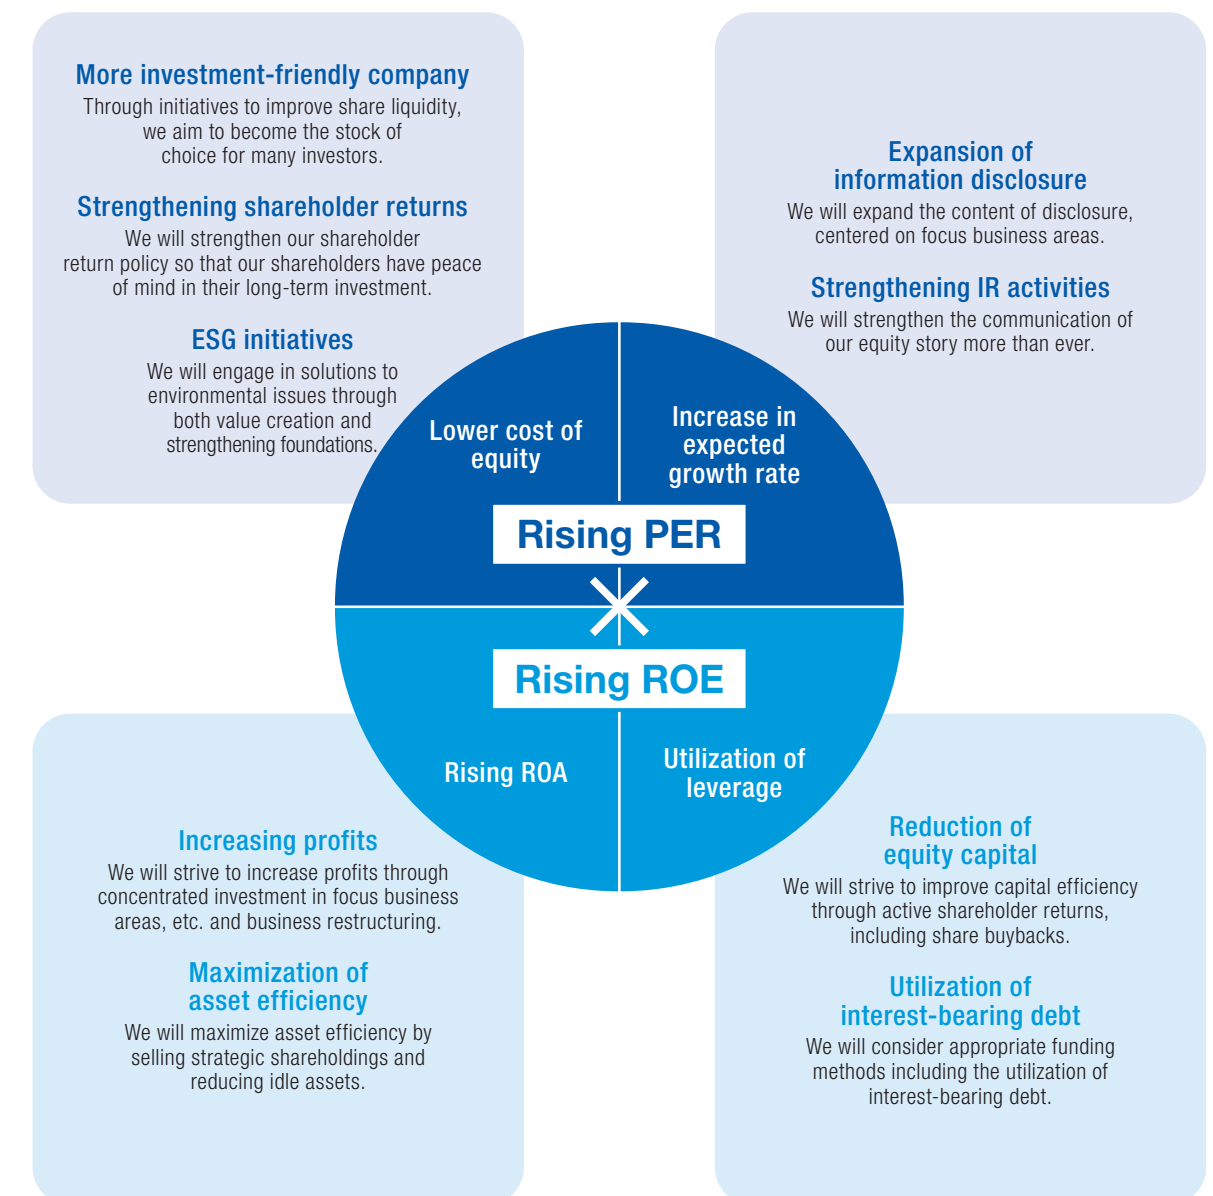 More investment-friendly company
Through initiatives to improve share liquidity,
we aim to become the stock of
choice for many investors.
Strengthening shareholder returns
We will strengthen our shareholder
return policy so that our shareholders have peace
of mind in their long-term investment.
ESG initiatives
We will engage in solutions to
environmental issues through
both value creation and
strengthening foundations.
Expansion of
information disclosure
We will expand the content of disclosure,
centered on focus business areas.
Strengthening IR activities
We will strengthen the communication of
our equity story more than ever.
Lower cost of
equity
Increase in
expected
growth rate
Rising PER
Rising ROE
Rising ROA
Utilization of
leverage
Increasing profits
We will strive to increase profits through
concentrated investment in focus business
areas, etc. and business restructuring.
Maximization of
asset efficiency
We will maximize asset efficiency by
selling strategic shareholdings and
reducing idle assets.
Reduction of
equity capital
We will strive to improve capital efficiency
through active shareholder returns,
including share buybacks.
Utilization of
interest-bearing debt
We will consider appropriate funding
methods including the utilization of
interest-bearing debt.